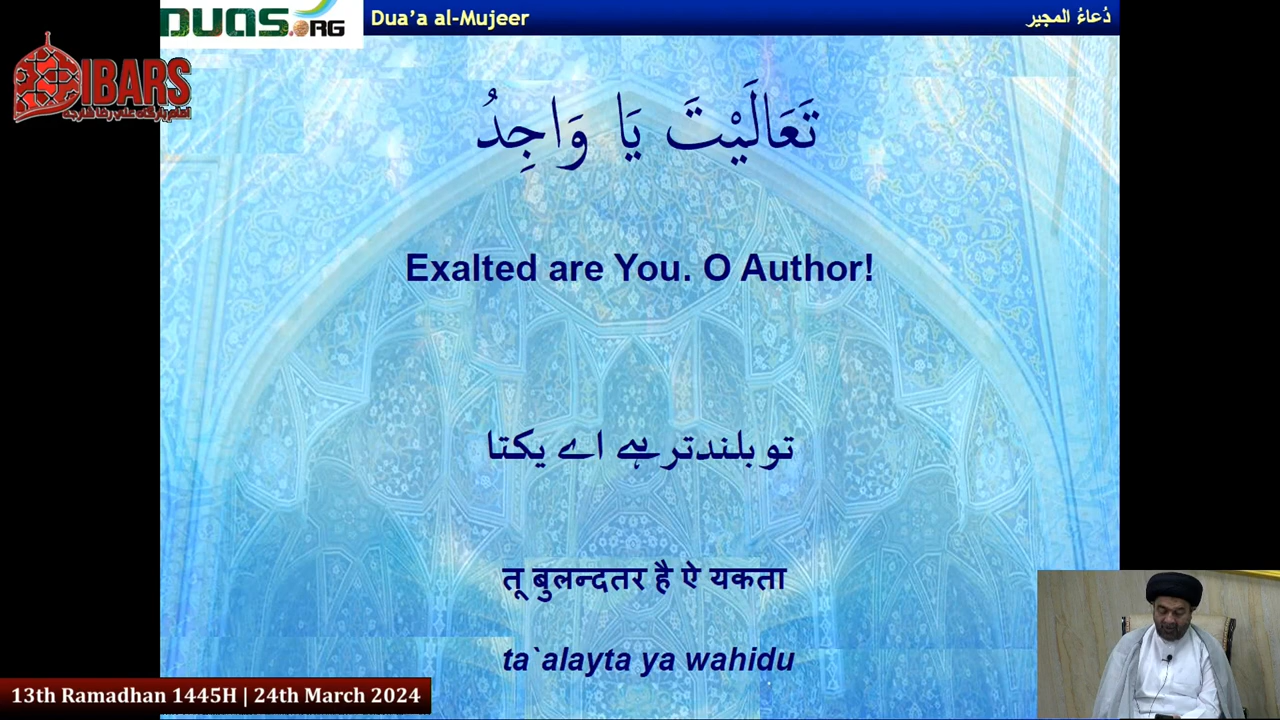 DUAS.ORG
Dua'a al-Mujeer
دُعاءُ المجير
IBARS
تَعَالَيْتَ يَا وَاجِدُ
Exalted are You. O Author!
تو بلندتر ہے اے یکتا
तू बुलन्दतर है ऐ यकता
ta`alayta ya wahidu
13th Ramadhan 1445H | 24th March 2024